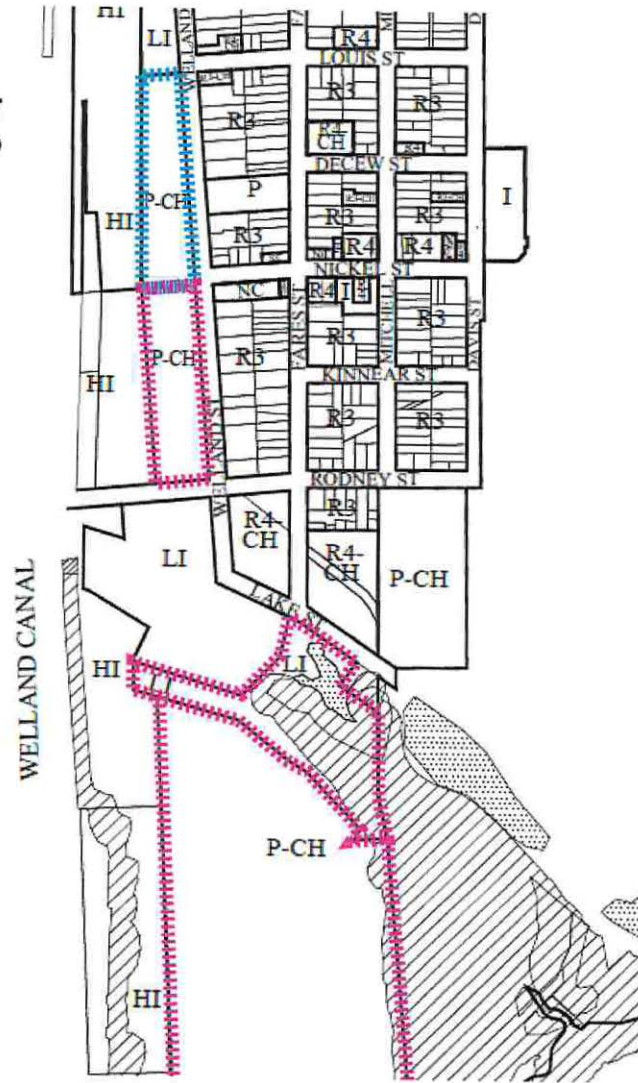 HI
LI
WELLAND
R4
LOUIS ST
R3
R3
R3
R4-
CH
DECEW ST
P-CH
HI
P
I
R3
R3
R3
R4
R4
NICKEL ST
NC
R4
I
P-CH
HI
R3
R3
R3
FARES ST
MITCHELL
DAVIS ST
KINNEAR ST
R3
R3
WELLAND ST
RODNEY ST
R3
R4-
CH
R4-
CH
LI
P-CH
LAKE ST
LI
HI
WELLAND CANAL
P-CH
HI